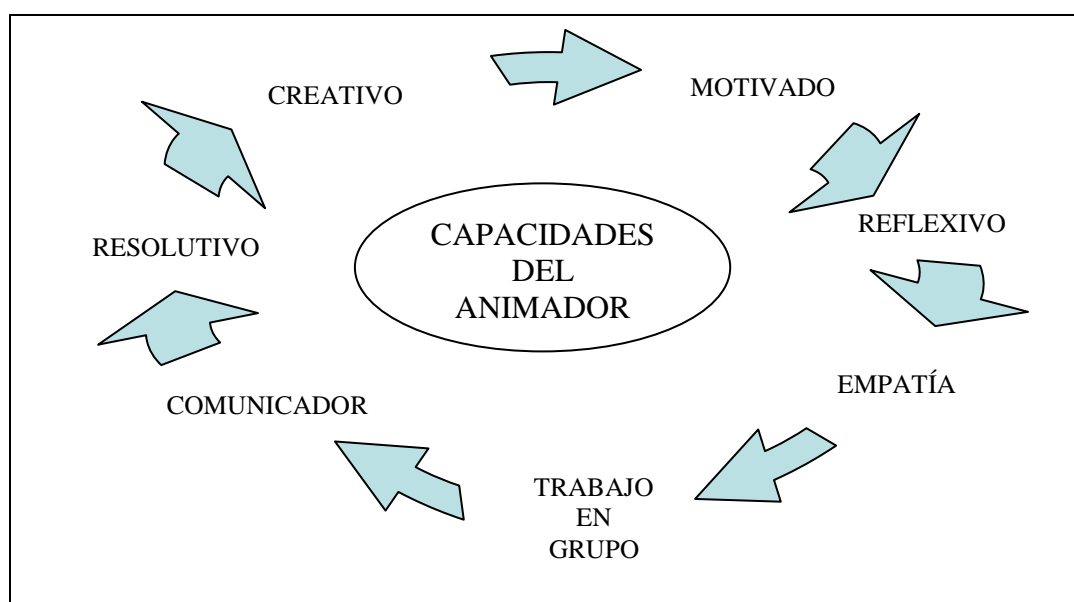 CREATIVO
MOTIVADO
RESOLUTIVO
CAPACIDADES
DEL
ANIMADOR
REFLEXIVO
COMUNICADOR
EMPATÍA
TRABAJO
EN
GRUPO